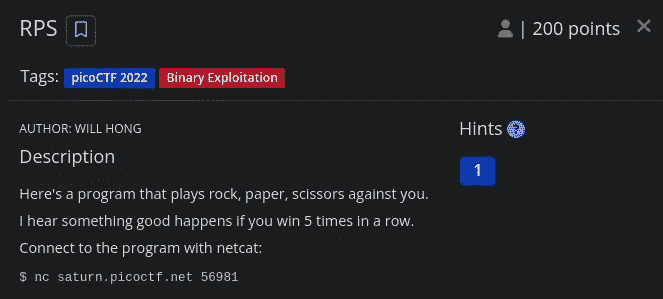 RPS
| 200 points
Tags: picoCTF 2022 Binary Exploitation
AUTHOR: WILL HONG
Hints
Description
1
Here's a program that plays rock, paper, scissors against you.
I hear something good happens if you win 5 times in a row.
Connect to the program with netcat:
$ nc saturn.picoctf.net 56981